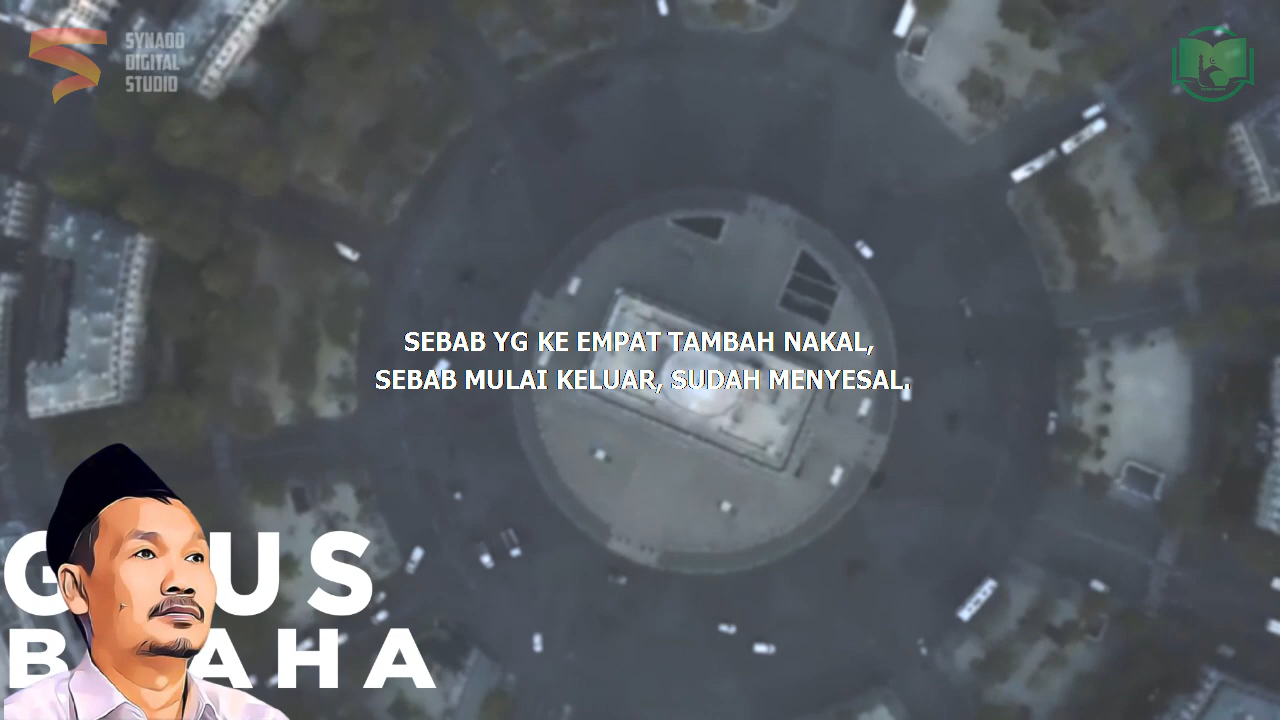 SYNADO
DIGITAL
STUDIO
SEBAB YG KE EMPAT TAMBAH NAKAL,
SEBAB MULAI KELUAR, SUDAH MENYESAL.
GUS
BAHA